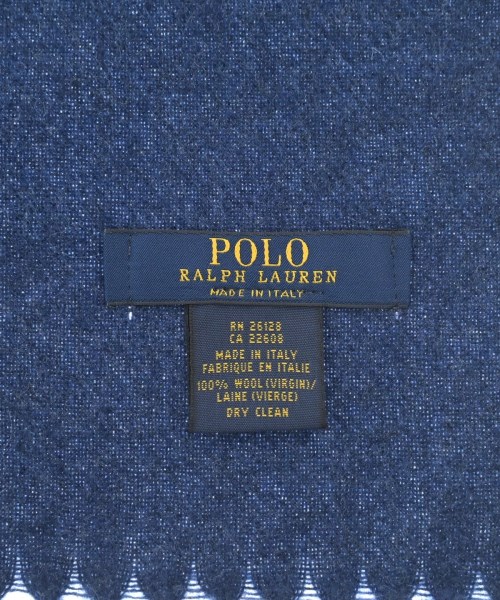 POLO
RALPH LAUREN
MADE IN ITALY
RN 26128
CA 22608
MADE IN ITALY
FABRIQUE EN ITALIE
100% WOOL (VIRGIN)/
LAINE (VIERGE)
DRY CLEAN